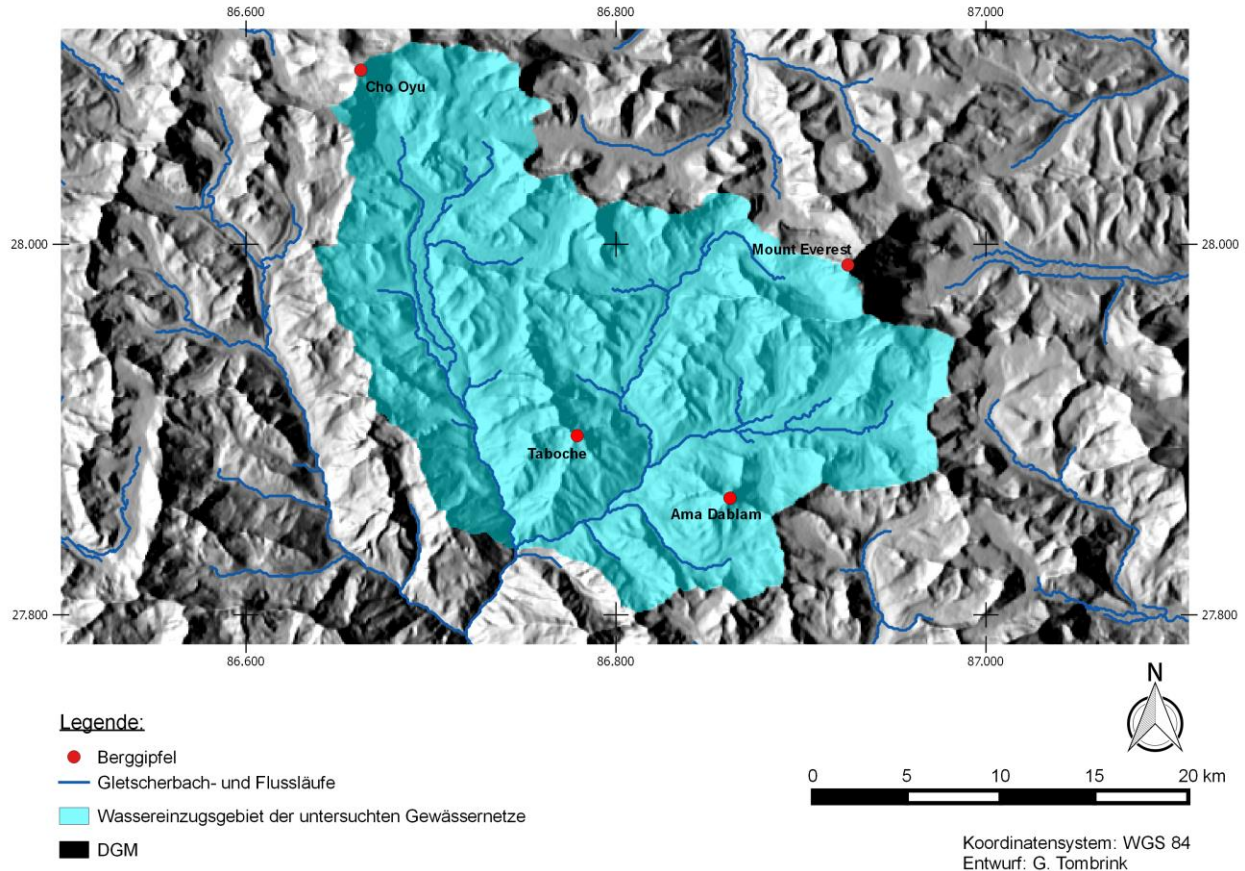 86.600 86.800 87.000
Cho Oyu
28.000 28.000
Mount Everest
Taboche
Ama Dablam
27.800 27.800
86.600 86.800 87.000
N
Legende:
Berggipfel
Gletscherbach- und Flussläufe
Wassereinzugsgebiet der untersuchten Gewässernetze
DGM
0 5 10 15 20 km
Koordinatensystem: WGS 84
Entwurf: G. Tombrink